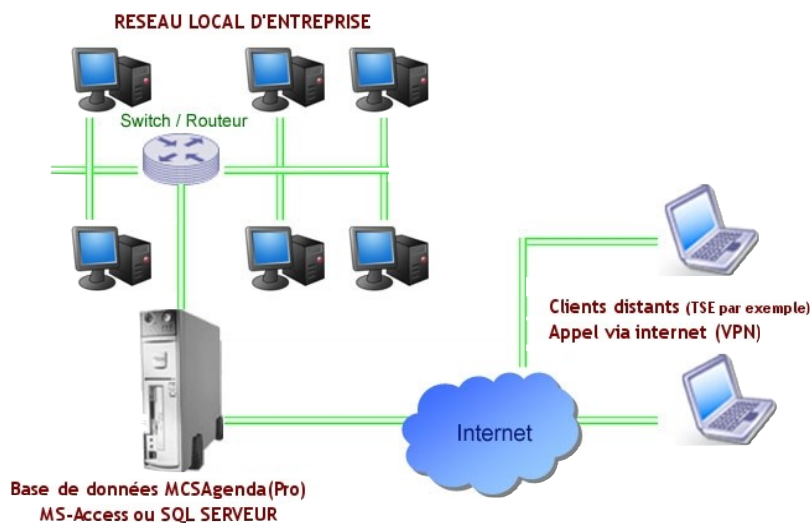 RESEAU LOCAL D'ENTREPRISE
Switch / Routeur
Clients distants (TSE par exemple)
Appel via internet (VPN)
Internet
Base de données MCSAgenda(Pro)
MS-Access ou SQL SERVEUR